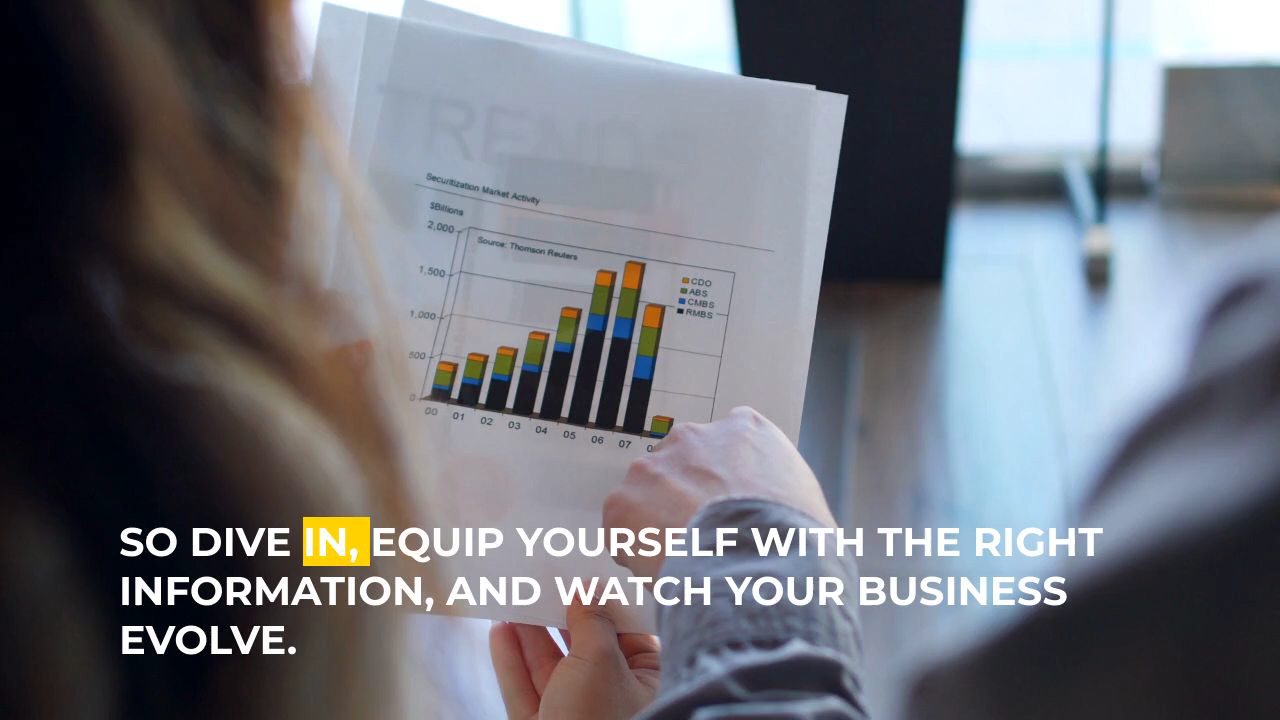 TRENDS
Securitization Market Activity
$Billions
2,000
Source: Thomson Reuters
1,500
1,000
500
0
CDO
ABS
CMBS
RMBS
00 01 02 03 04 05 06 07
SO DIVE IN, EQUIP YOURSELF WITH THE RIGHT
INFORMATION, AND WATCH YOUR BUSINESS
EVOLVE.